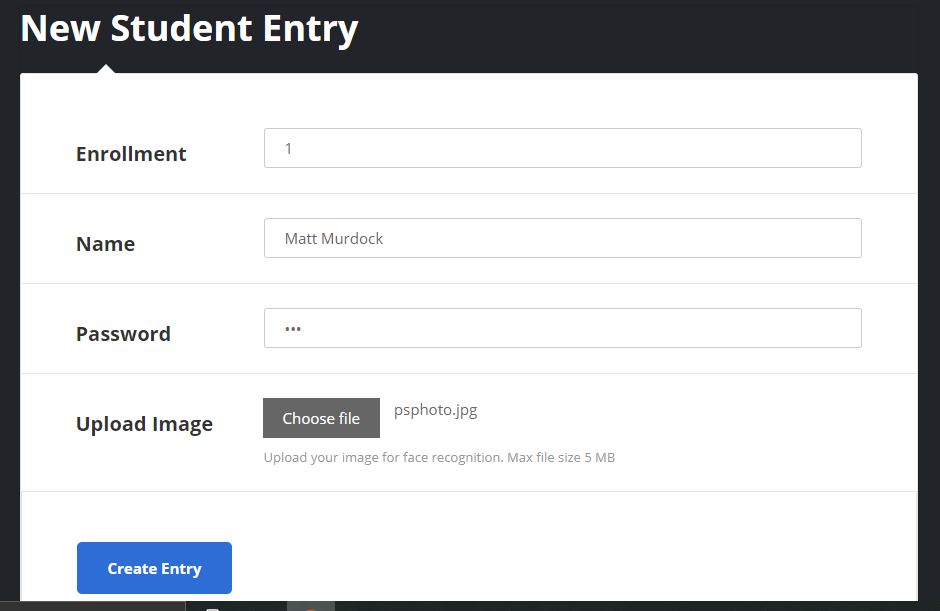 New Student Entry
Enrollment
1
Name
Matt Murdock
Password
•••
Upload Image
Choose file
psphoto.jpg
Upload your image for face recognition. Max file size 5 MB
Create Entry